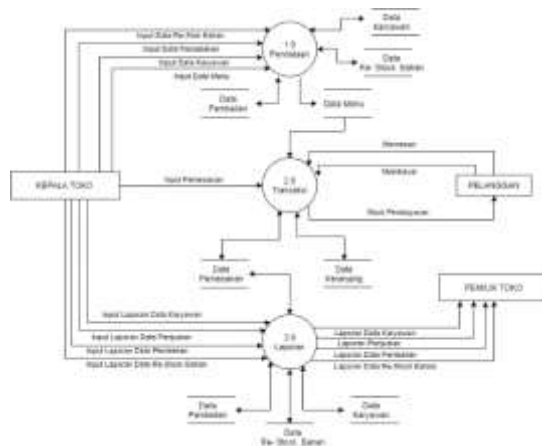 Input Data Re-Stok Bahan
Input Data Pembelian
Input Data Karyawan
Input Data Menu
1.0
Pendataan
Data
Karyawan
Data
Re- Stock Bahan
Data
Pembelian
Data Menu
KEPALA TOKO
Input Pemesanan
2.0
Transaksi
Memesan
Membayar
Struk Pembayaran
PELANGGAN
Data
Pemesanan
Data
Keranjang
PEMILIK TOKO
Input Laporan Data Karyawan
Input Laporan Data Penjualan
Input Laporan Data Pembelian
Input Laporan Data Re-Stock Bahan
3.0
Laporan
Laporan Data Karyawan
Laporan Penjualan
Laporan Data Pembelian
Laporan Data Re-Stock Bahan
Data
Pembelian
Data
Re- Stock Bahan
Data
Karyawan